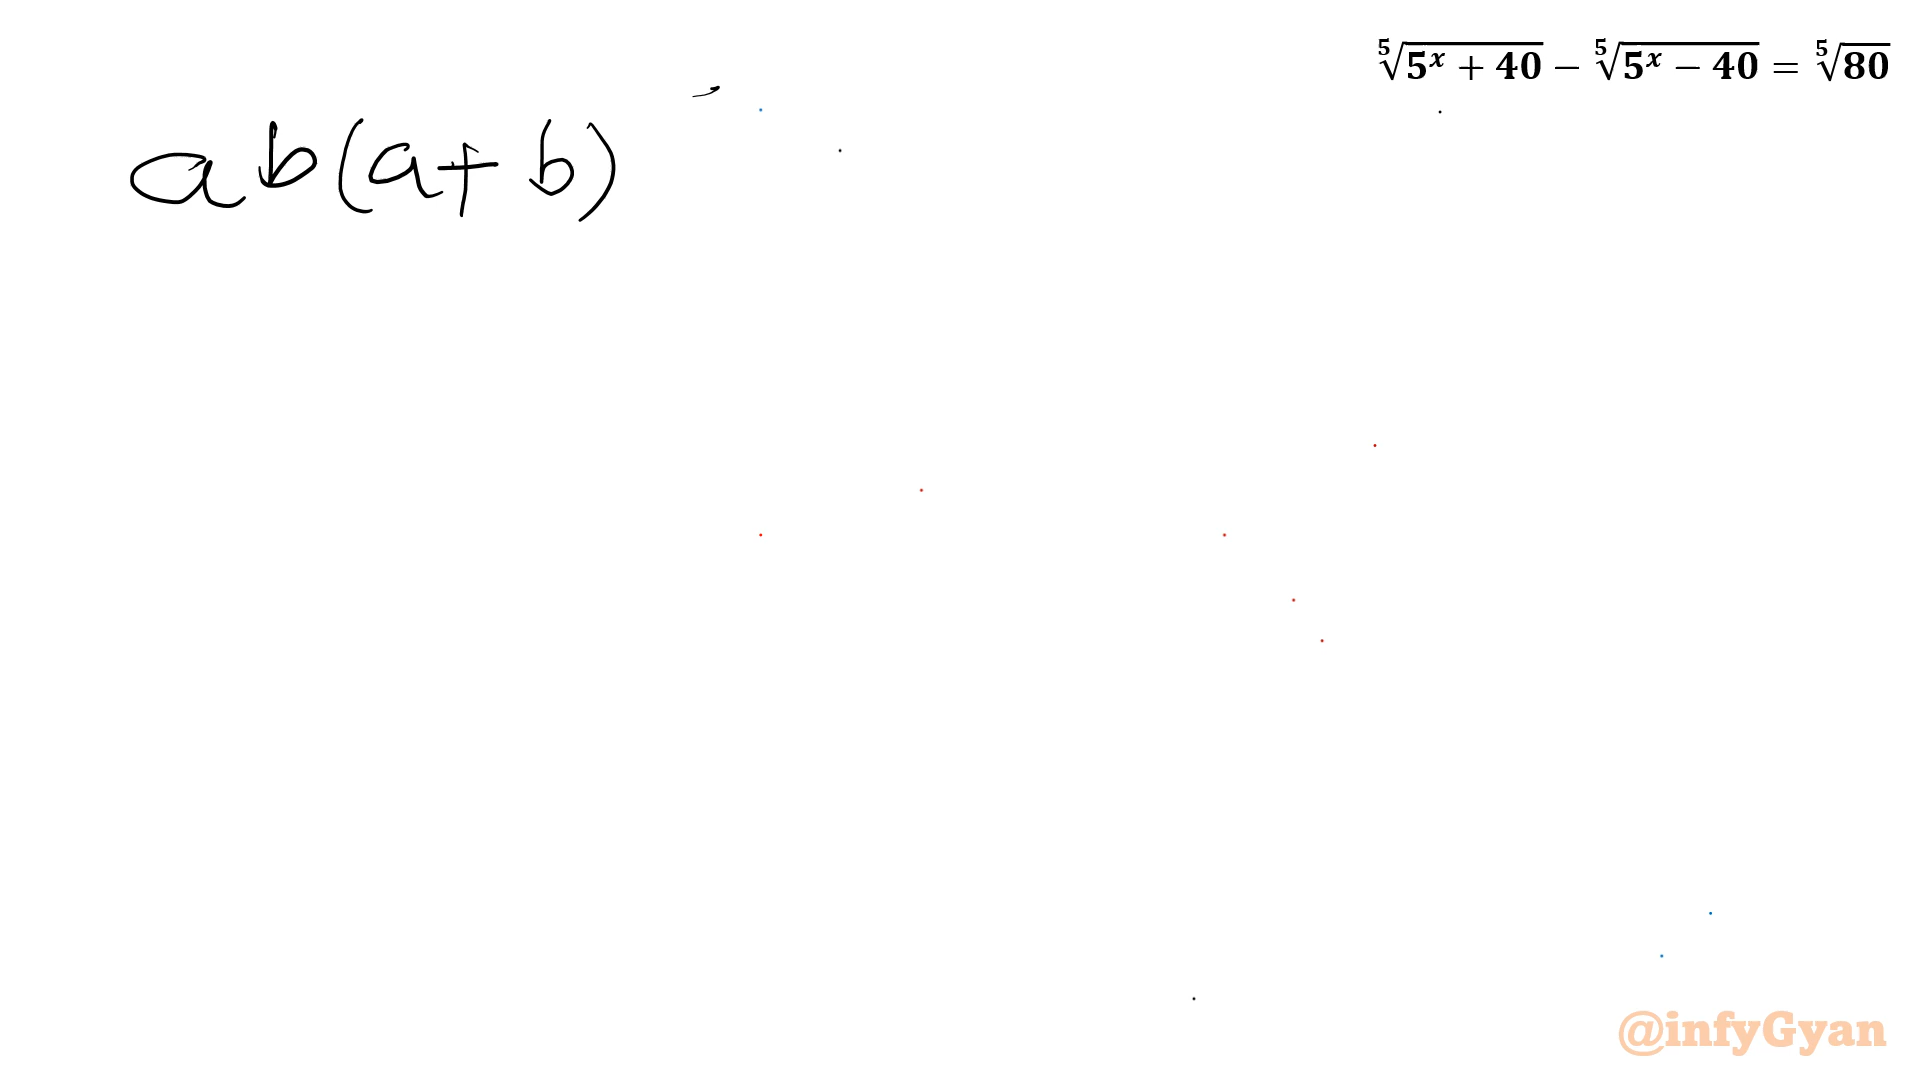 ⁵√(5ˣ + 40) − ⁵√(5ˣ − 40) = ⁵√80
ab(a+b)
@infyGyan